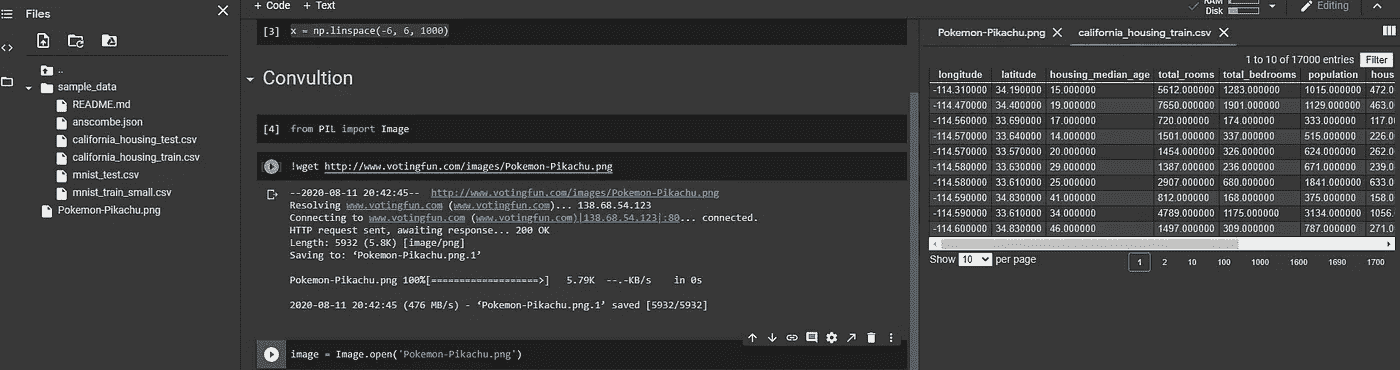 Files
..
sample_data
README.md
anscombe.json
california_housing_test.csv
california_housing_train.csv
mnist_test.csv
mnist_train_small.csv
Pokemon-Pikachu.png
+ Code + Text
[3] x = np.linspace(-6, 6, 1000)
Convultion
[4] from PIL import Image
!wget http://www.votingfun.com/images/Pokemon-Pikachu.png
--2020-08-11 20:42:45-- http://www.votingfun.com/images/Pokemon-Pikachu.png
Resolving www.votingfun.com (www.votingfun.com)... 138.68.54.123
Connecting to www.votingfun.com (www.votingfun.com)|138.68.54.123|:80... connected.
HTTP request sent, awaiting response... 200 OK
Length: 5932 (5.8K) [image/png]
Saving to: ‘Pokemon-Pikachu.png.1’
Pokemon-Pikachu.png 100%[===================>] 5.79K --.-KB/s in 0s
2020-08-11 20:42:45 (476 MB/s) - ‘Pokemon-Pikachu.png.1’ saved [5932/5932]
image = Image.open('Pokemon-Pikachu.png')
RAM
Disk
Editing
Pokemon-Pikachu.png california_housing_train.csv
1 to 10 of 17000 entries Filter
longitude latitude housing_median_age total_rooms total_bedrooms population hous
-114.310000 34.190000 15.000000 5612.000000 1283.000000 1015.000000 472.0
-114.470000 34.400000 19.000000 7650.000000 1901.000000 1129.000000 463.0
-114.560000 33.690000 17.000000 720.000000 174.000000 333.000000 117.0
-114.570000 33.640000 14.000000 1501.000000 337.000000 515.000000 226.0
-114.570000 33.570000 20.000000 1454.000000 326.000000 624.000000 262.0
-114.580000 33.630000 29.000000 1387.000000 236.000000 671.000000 239.0
-114.580000 33.610000 25.000000 2907.000000 680.000000 1841.000000 633.0
-114.590000 34.830000 41.000000 812.000000 168.000000 375.000000 158.0
-114.590000 33.610000 34.000000 4789.000000 1175.000000 3134.000000 1056.
-114.600000 34.830000 46.000000 1497.000000 309.000000 787.000000 271.0
Show 10 per page 1 2 10 100 1000 1600 1690 1700